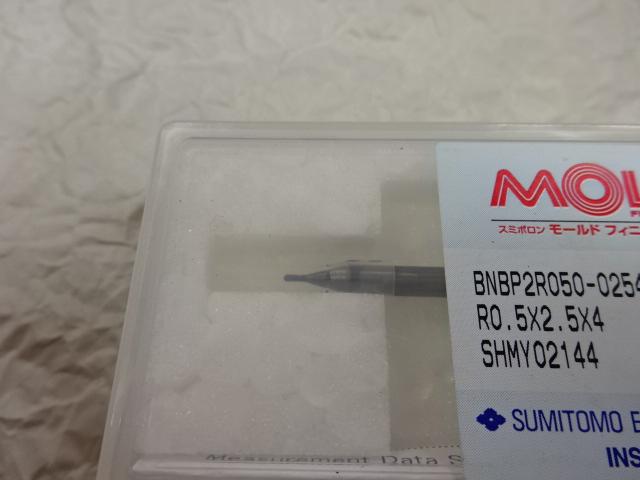 MOL
スミボロン モールド フィニ
BNBP2R050-0254
R0.5X2.5X4
SHMY02144
SUMITOMO E
INS
Measurement Data S